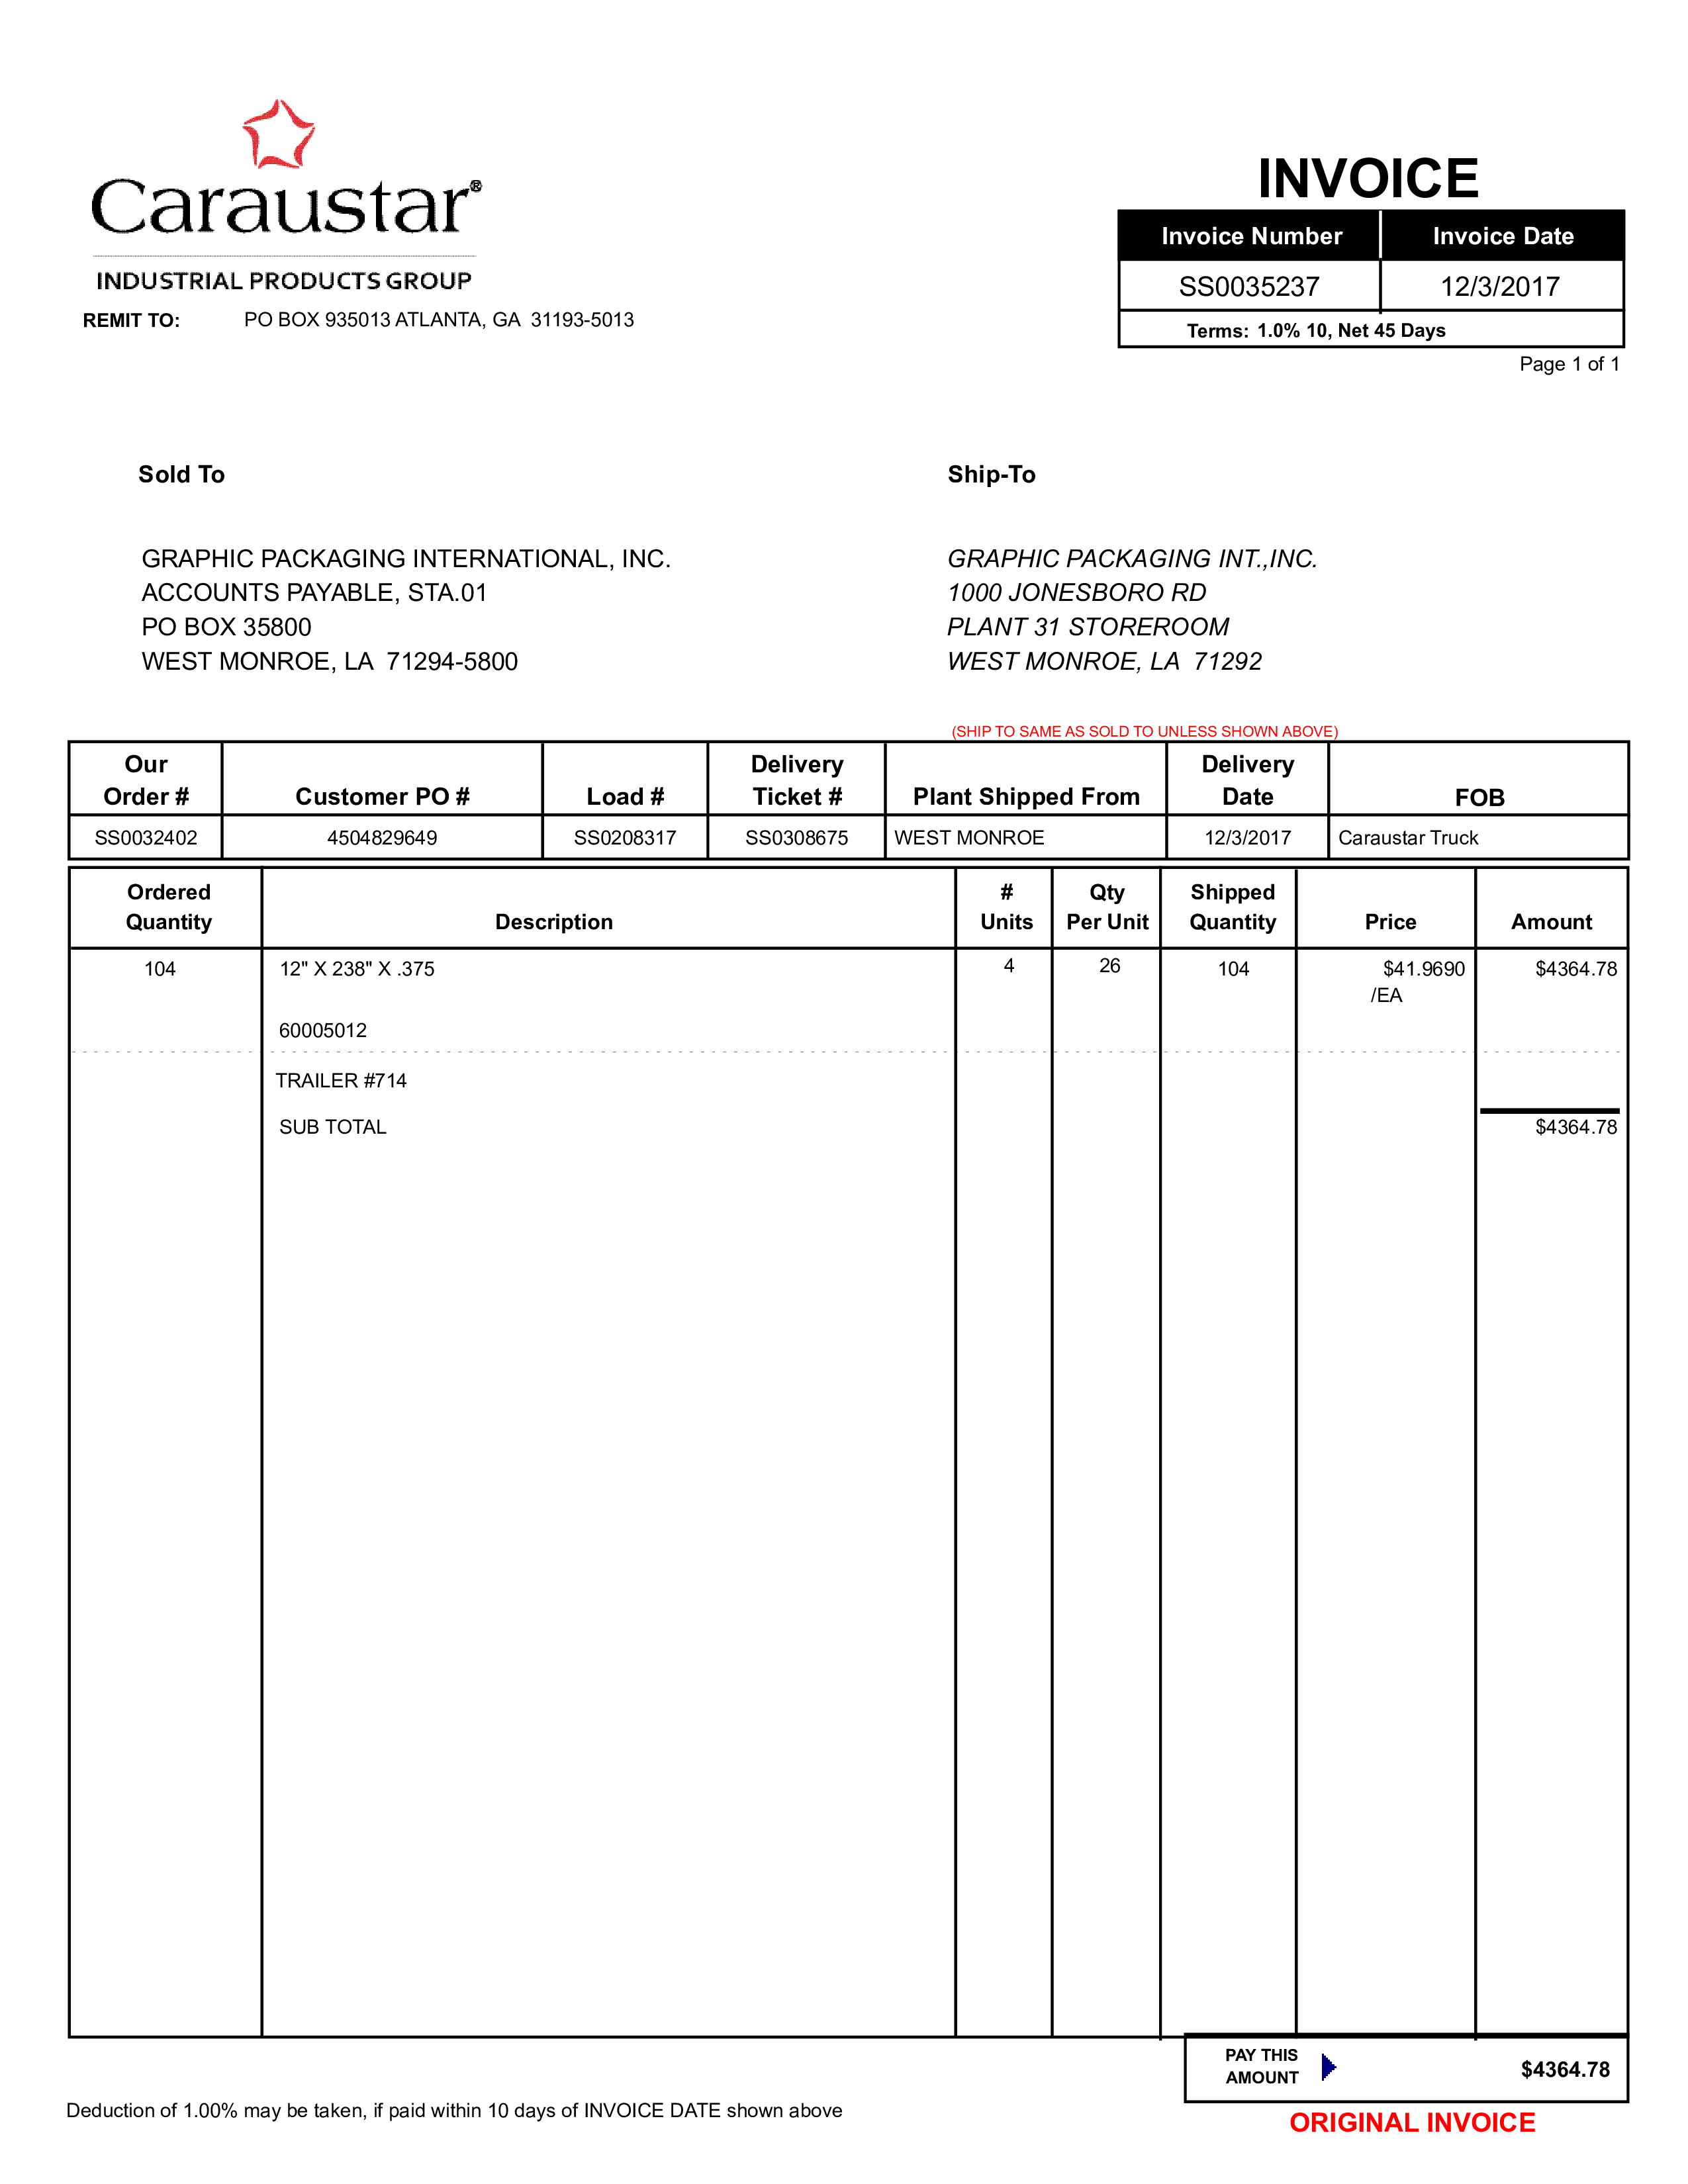 Caraustar®
INDUSTRIAL PRODUCTS GROUP
REMIT TO: PO BOX 935013 ATLANTA, GA 31193-5013
INVOICE
Invoice Number Invoice Date
SS0035237 12/3/2017
Terms: 1.0% 10, Net 45 Days
Page 1 of 1
Sold To
GRAPHIC PACKAGING INTERNATIONAL, INC.
ACCOUNTS PAYABLE, STA.01
PO BOX 35800
WEST MONROE, LA 71294-5800
Ship-To
GRAPHIC PACKAGING INT.,INC.
1000 JONESBORO RD
PLANT 31 STOREROOM
WEST MONROE, LA 71292
(SHIP TO SAME AS SOLD TO UNLESS SHOWN ABOVE)
Our Order # Customer PO # Load # Delivery Ticket # Plant Shipped From Delivery Date FOB
SS0032402 4504829649 SS0208317 SS0308675 WEST MONROE 12/3/2017 Caraustar Truck
Ordered Quantity Description # Units Qty Per Unit Shipped Quantity Price Amount
104 12" X 238" X .375 4 26 104 $41.9690 $4364.78
/EA
60005012
TRAILER #714
SUB TOTAL $4364.78
PAY THIS AMOUNT $4364.78
Deduction of 1.00% may be taken, if paid within 10 days of INVOICE DATE shown above
ORIGINAL INVOICE